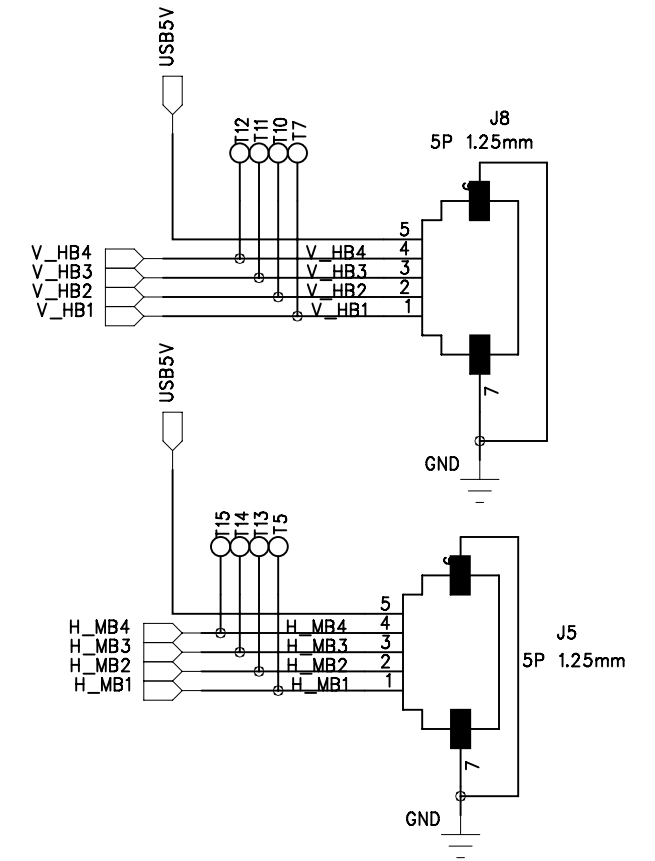 USB5V
T12
T11
T10
T7
J8
5P 1.25mm
6
5
V_HB4 V_HB4 4
V_HB3 V_HB3 3
V_HB2 V_HB2 2
V_HB1 V_HB1 1
7
GND
USB5V
T15
T14
T13
T5
6
5
H_MB4 H_MB4 4
H_MB3 H_MB3 3
H_MB2 H_MB2 2
H_MB1 H_MB1 1
J5
5P 1.25mm
7
GND